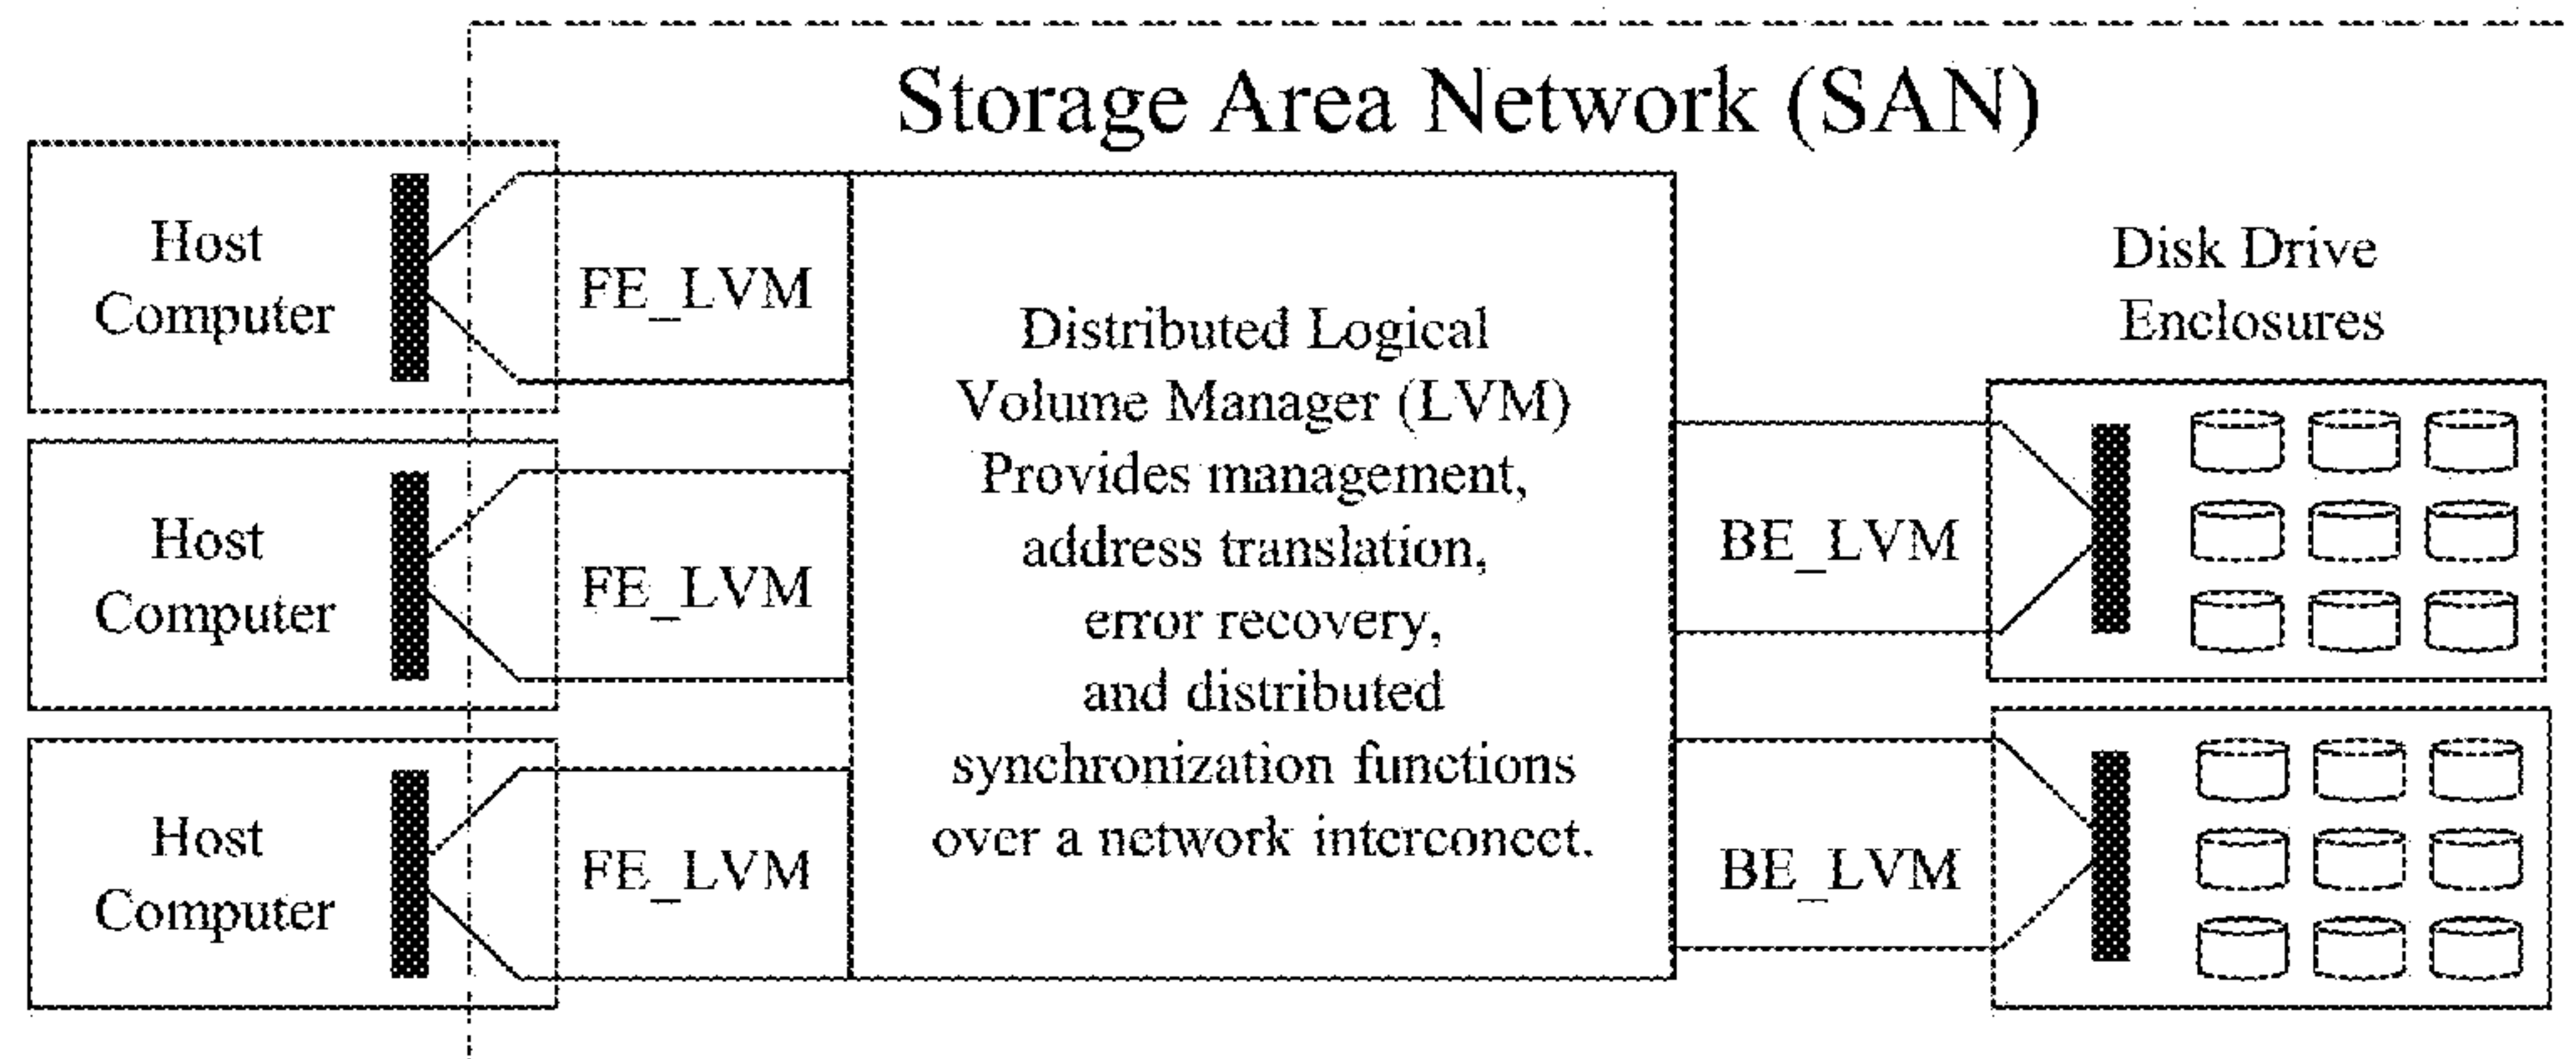 Storage Area Network (SAN)
Host
Computer
FE_LVM
Host
Computer
FE_LVM
Host
Computer
FE_LVM
Distributed Logical
Volume Manager (LVM)
Provides management,
address translation,
error recovery,
and distributed
synchronization functions
over a network interconect.
Disk Drive
Enclosures
BE_LVM
BE_LVM